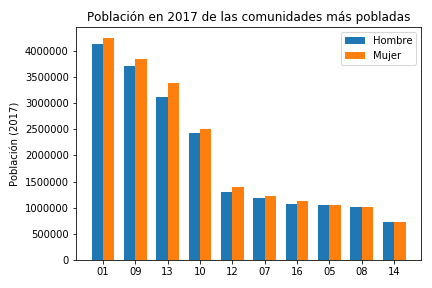 Población en 2017 de las comunidades más pobladas
Hombre
Mujer
Población (2017)
4000000
3500000
3000000
2500000
2000000
1500000
1000000
500000
0
01 09 13 10 12 07 16 05 08 14